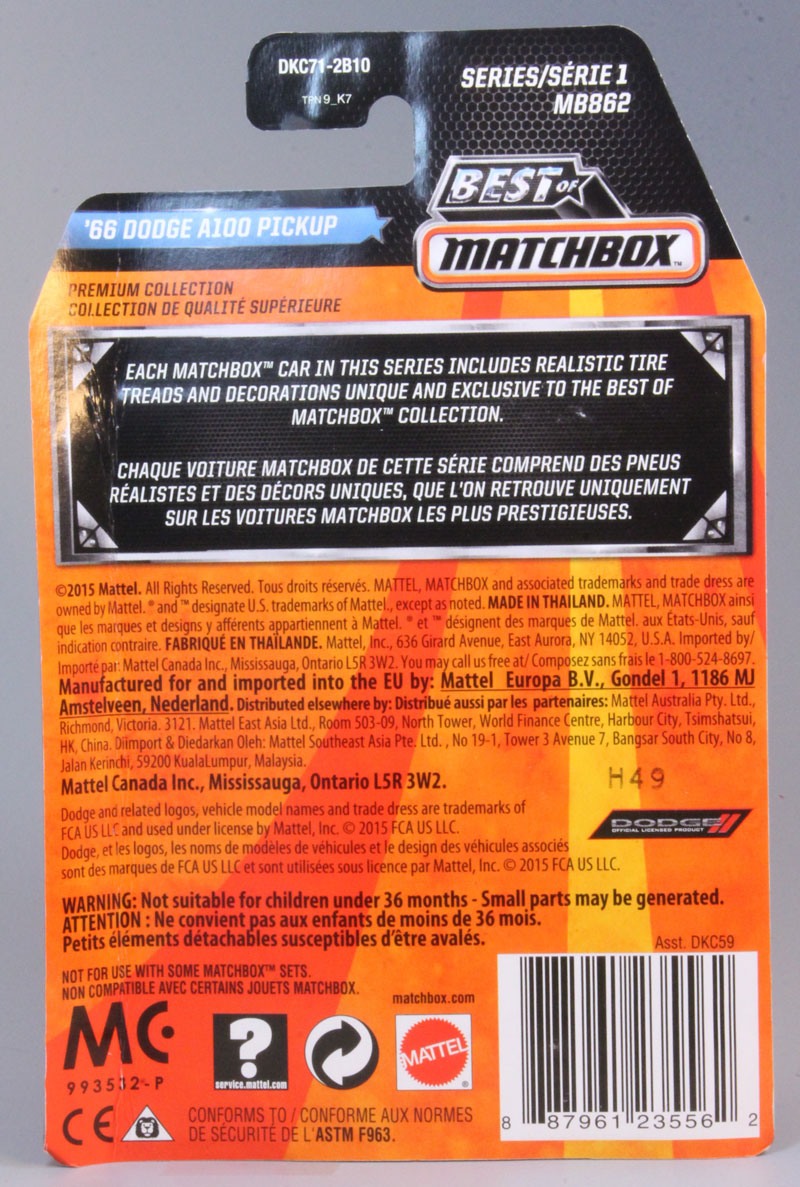 DKC71-2B10
TPN9_K7
SERIES/SÉRIE 1
MB862
BEST OF
MATCHBOX™
'66 DODGE A100 PICKUP
PREMIUM COLLECTION
COLLECTION DE QUALITÉ SUPÉRIEURE
EACH MATCHBOX™ CAR IN THIS SERIES INCLUDES REALISTIC TIRE
TREADS AND DECORATIONS UNIQUE AND EXCLUSIVE TO THE BEST OF
MATCHBOX™ COLLECTION.
CHAQUE VOITURE MATCHBOX DE CETTE SÉRIE COMPREND DES PNEUS
RÉALISTES ET DES DÉCORS UNIQUES, QUE L'ON RETROUVE UNIQUEMENT
SUR LES VOITURES MATCHBOX LES PLUS PRESTIGIEUSES.
©2015 Mattel. All Rights Reserved. Tous droits réservés. MATTEL, MATCHBOX and associated trademarks and trade dress are
owned by Mattel. ® and ™ designate U.S. trademarks of Mattel., except as noted. MADE IN THAILAND. MATTEL, MATCHBOX ainsi
que les marques et designs y afférents appartiennent à Mattel. ® et ™ désignent des marques de Mattel. aux États-Unis, sauf
indication contraire. FABRIQUÉ EN THAÏLANDE. Mattel, Inc., 636 Girard Avenue, East Aurora, NY 14052, U.S.A. Imported by/
Importé par: Mattel Canada Inc., Mississauga, Ontario L5R 3W2. You may call us free at/ Composez sans frais le 1-800-524-8697.
Manufactured for and imported into the EU by: Mattel Europa B.V., Gondel 1, 1186 MJ
Amstelveen, Nederland. Distributed elsewhere by: Distribué aussi par les partenaires: Mattel Australia Pty. Ltd.,
Richmond, Victoria. 3121. Mattel East Asia Ltd., Room 503-09, North Tower, World Finance Centre, Harbour City, Tsimshatsui,
HK, China. Diimport & Diedarkan Oleh: Mattel Southeast Asia Pte. Ltd. , No 19-1, Tower 3 Avenue 7, Bangsar South City, No 8,
Jalan Kerinchi, 59200 KualaLumpur, Malaysia.
Mattel Canada Inc., Mississauga, Ontario L5R 3W2.
H49
Dodge and related logos, vehicle model names and trade dress are trademarks of
FCA US LLC and used under license by Mattel, Inc. © 2015 FCA US LLC.
Dodge, et les logos, les noms de modèles de véhicules et le design des véhicules associés
sont des marques de FCA US LLC et sont utilisées sous licence par Mattel, Inc. © 2015 FCA US LLC.
DODGE
OFFICIAL LICENSED PRODUCT
WARNING: Not suitable for children under 36 months - Small parts may be generated.
ATTENTION : Ne convient pas aux enfants de moins de 36 mois.
Petits éléments détachables susceptibles d'être avalés.
Asst. DKC59
NOT FOR USE WITH SOME MATCHBOX™ SETS.
NON COMPATIBLE AVEC CERTAINS JOUETS MATCHBOX.
matchbox.com
MC
993532-P
?
service.mattel.com
MATTEL
®
CE
CONFORMS TO / CONFORME AUX NORMES
DE SÉCURITÉ DE L'ASTM F963.
8 87961 23556 2